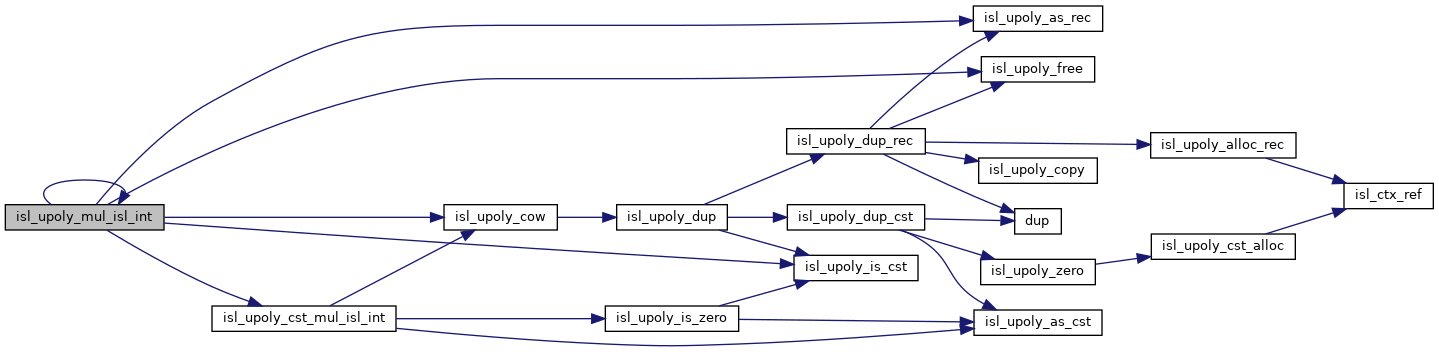 isl_upoly_as_rec
isl_upoly_free
isl_upoly_dup_rec
isl_upoly_alloc_rec
isl_upoly_copy
isl_ctx_ref
isl_upoly_mul_isl_int
isl_upoly_cow
isl_upoly_dup
isl_upoly_dup_cst
dup
isl_upoly_cst_alloc
isl_upoly_is_cst
isl_upoly_zero
isl_upoly_cst_mul_isl_int
isl_upoly_is_zero
isl_upoly_as_cst